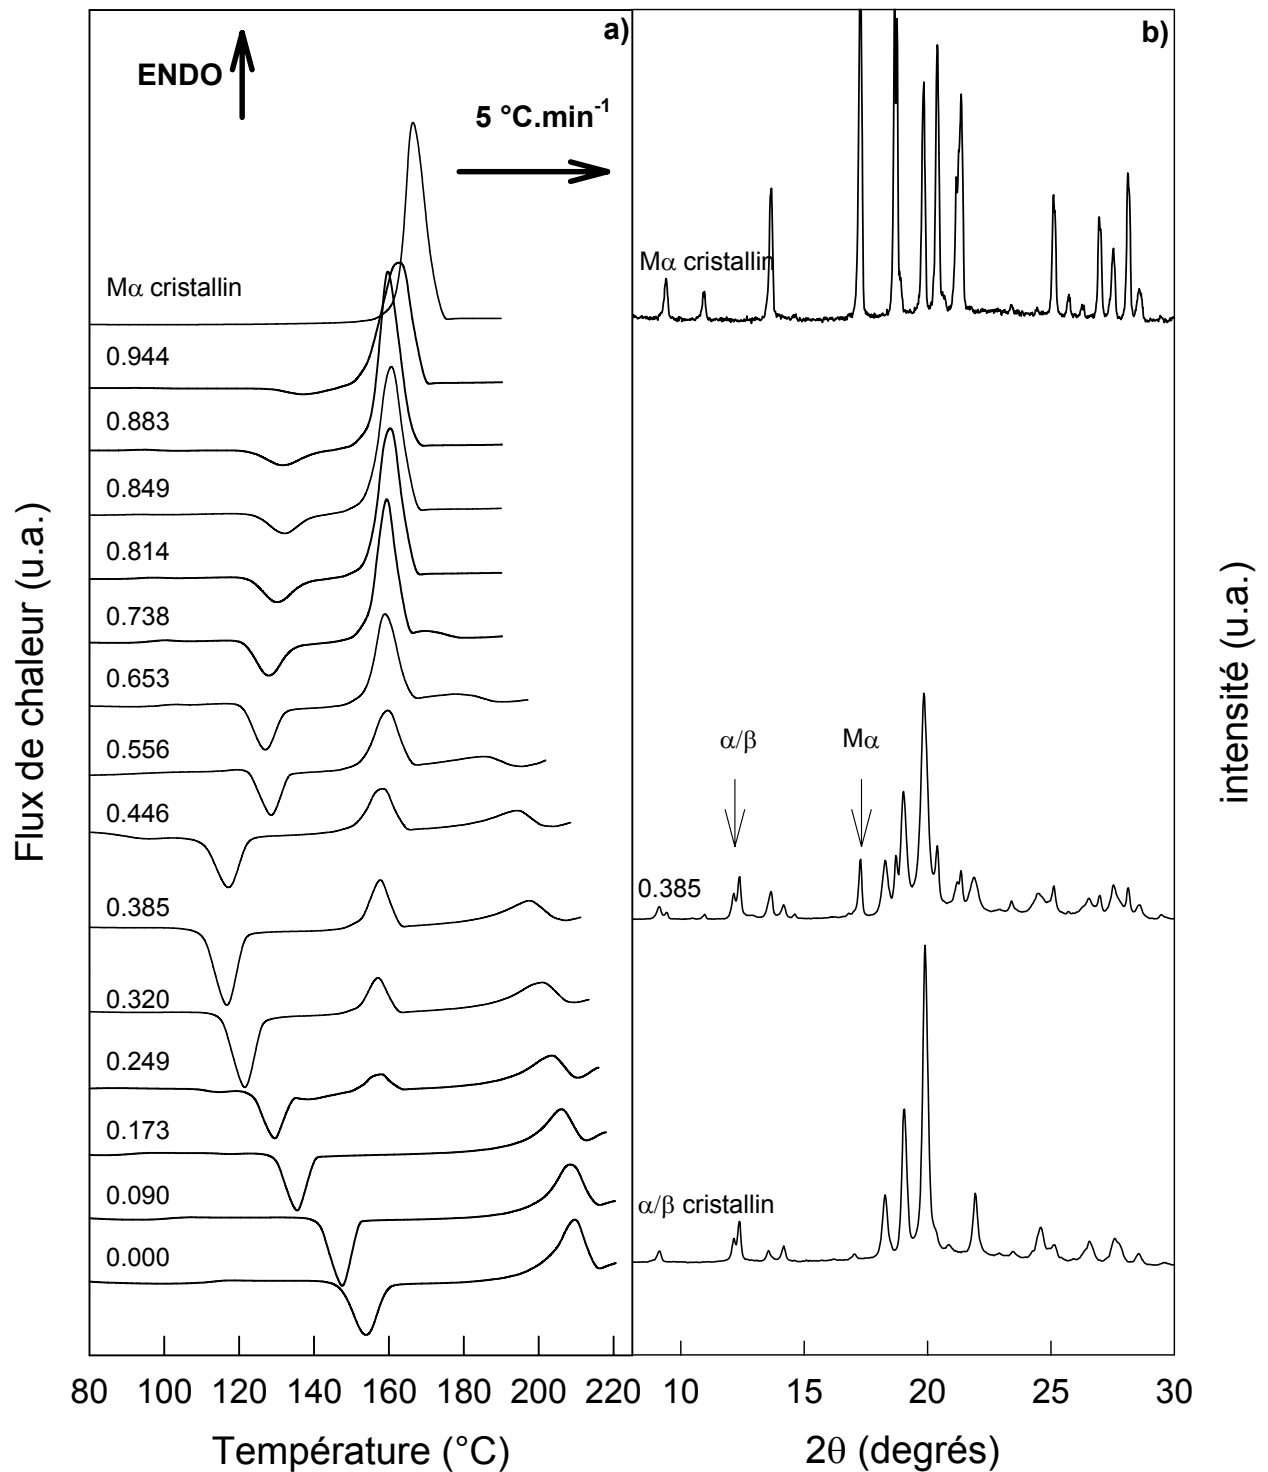 a)
b)
ENDO
5 °C.min-1
Mα cristallin
0.944
0.883
0.849
0.814
0.738
0.653
0.556
0.446
0.385
0.320
0.249
0.173
0.090
0.000
Flux de chaleur (u.a.)
80 100 120 140 160 180 200 220
Température (°C)
Mα cristallin
α/β
Mα
0.385
α/β cristallin
10 15 20 25 30
2θ (degrés)
intensité (u.a.)